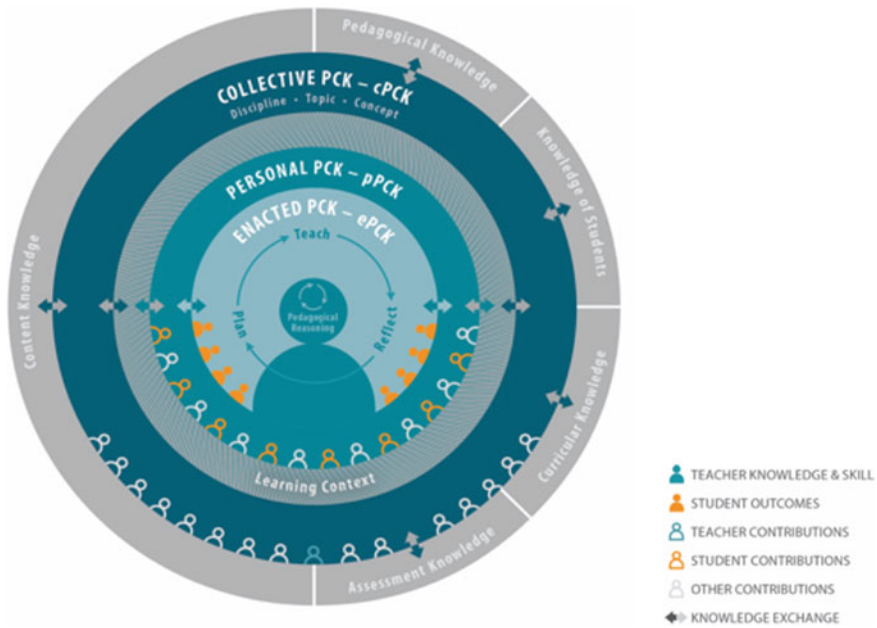 Pedagogical Knowledge
COLLECTIVE PCK – cPCK
Discipline • Topic • Concept
Knowledge of Students
PERSONAL PCK – pPCK
ENACTED PCK – ePCK
Teach
Content Knowledge
Plan
Pedagogical
Reasoning
Reflect
Curricular Knowledge
Learning Context
Assessment Knowledge
TEACHER KNOWLEDGE & SKILL
STUDENT OUTCOMES
TEACHER CONTRIBUTIONS
STUDENT CONTRIBUTIONS
OTHER CONTRIBUTIONS
KNOWLEDGE EXCHANGE